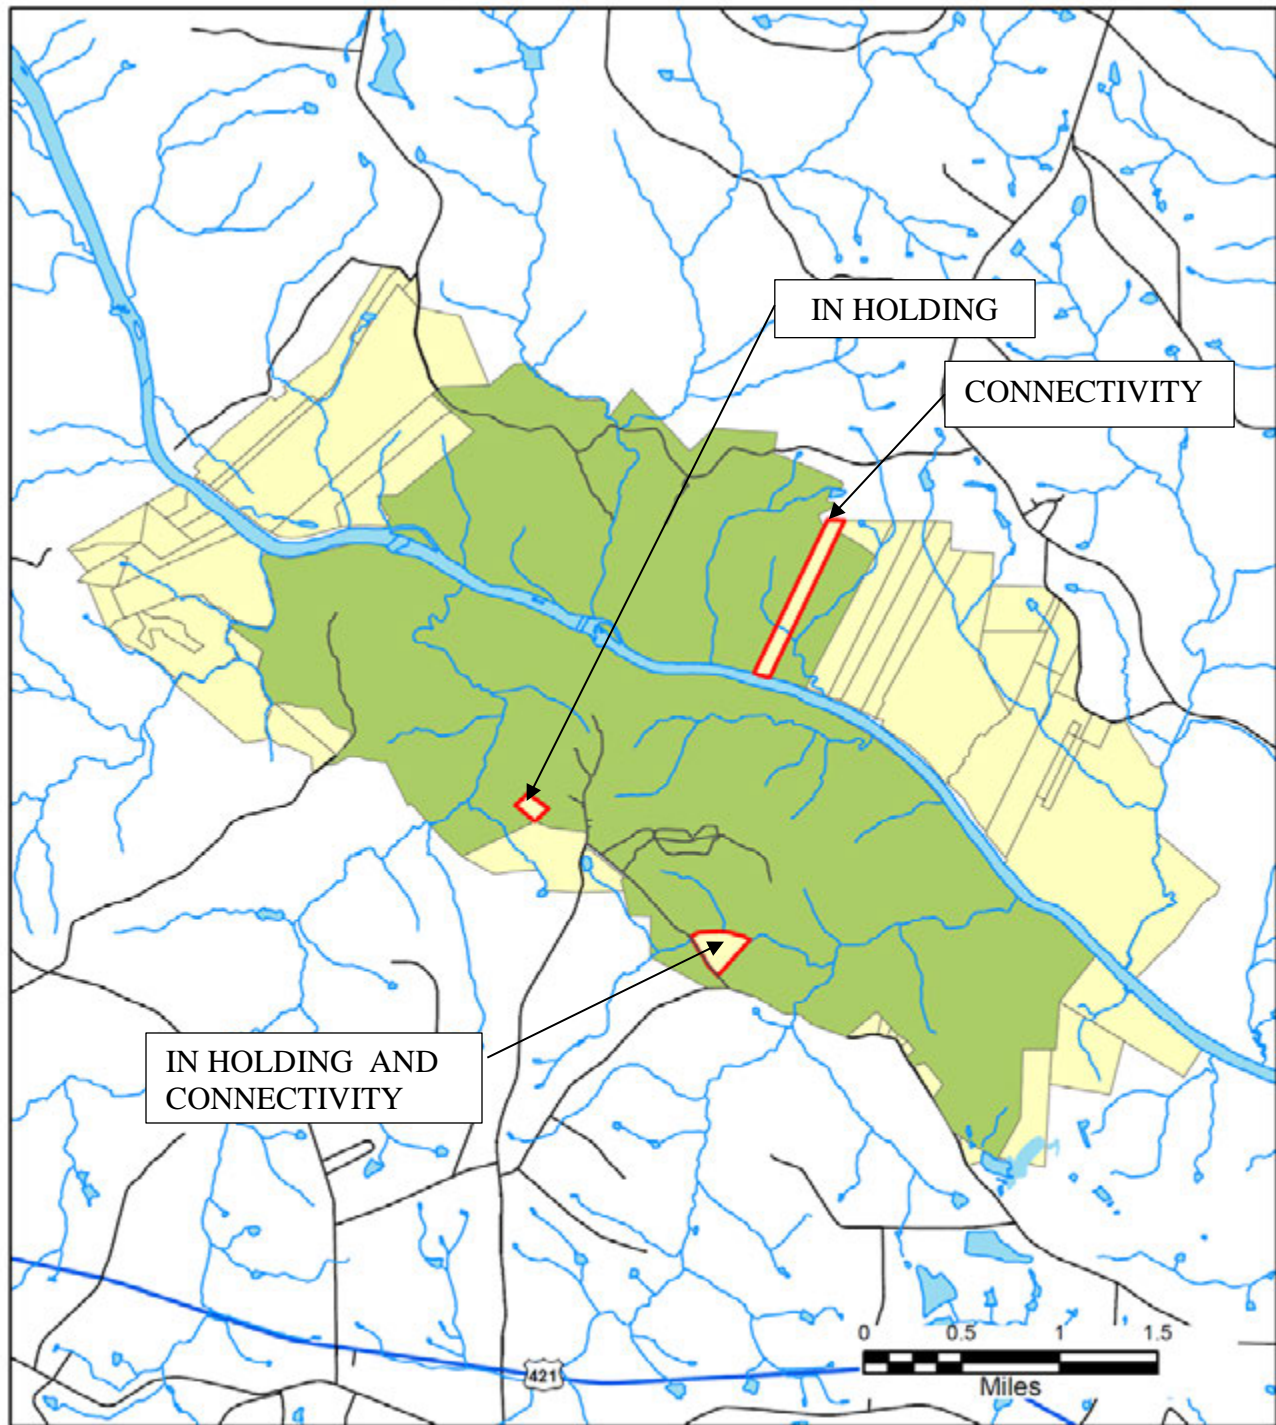 IN HOLDING
CONNECTIVITY
IN HOLDING AND
CONNECTIVITY
0 0.5 1 1.5
Miles
421